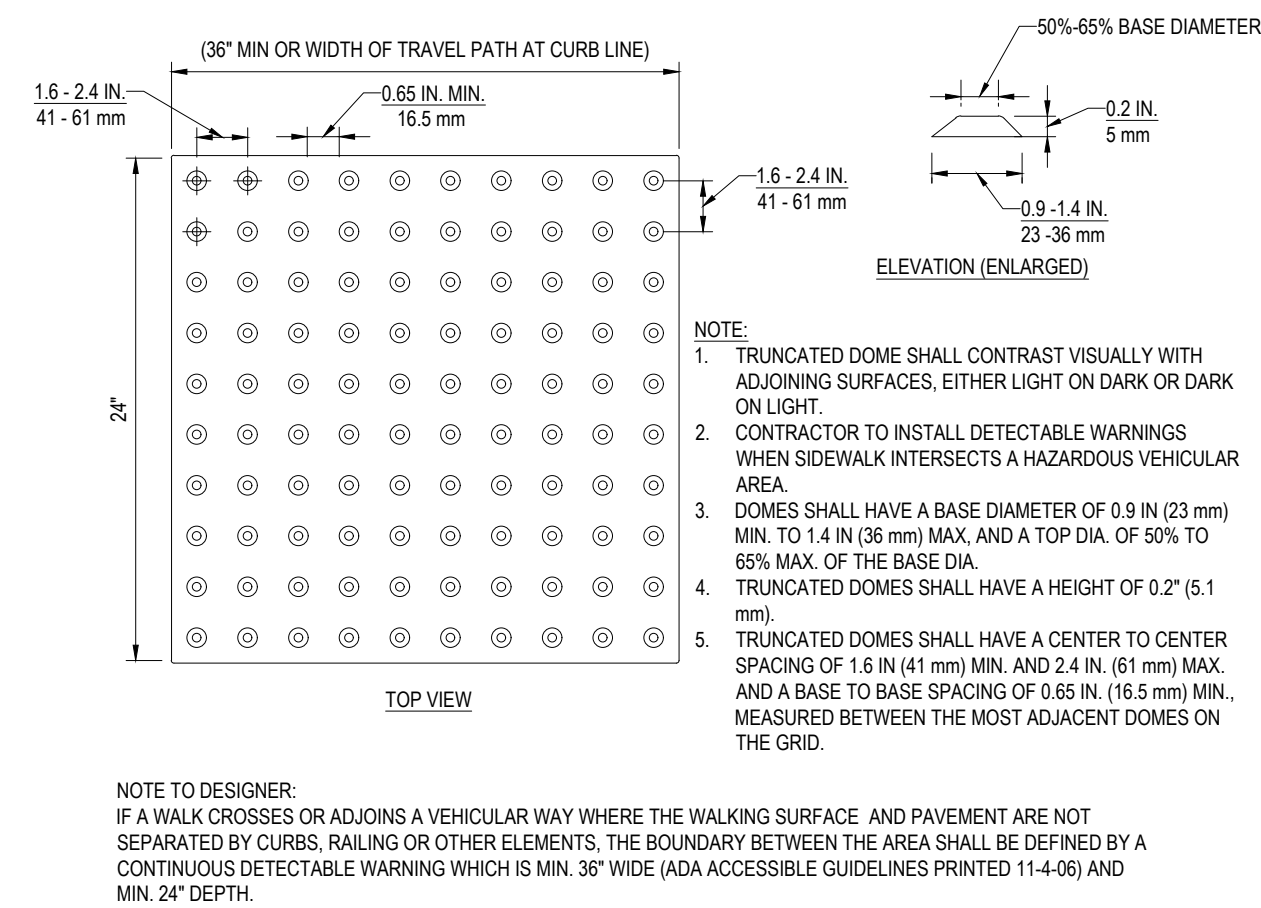 50%-65% BASE DIAMETER
(36" MIN OR WIDTH OF TRAVEL PATH AT CURB LINE)
1.6 - 2.4 IN.
41 - 61 mm
0.65 IN. MIN.
16.5 mm
0.2 IN.
5 mm
1.6 - 2.4 IN.
41 - 61 mm
0.9 -1.4 IN.
23 -36 mm
ELEVATION (ENLARGED)
24"
TOP VIEW
NOTE:
1. TRUNCATED DOME SHALL CONTRAST VISUALLY WITH
ADJOINING SURFACES, EITHER LIGHT ON DARK OR DARK
ON LIGHT.
2. CONTRACTOR TO INSTALL DETECTABLE WARNINGS
WHEN SIDEWALK INTERSECTS A HAZARDOUS VEHICULAR
AREA.
3. DOMES SHALL HAVE A BASE DIAMETER OF 0.9 IN (23 mm)
MIN. TO 1.4 IN (36 mm) MAX, AND A TOP DIA. OF 50% TO
65% MAX. OF THE BASE DIA.
4. TRUNCATED DOMES SHALL HAVE A HEIGHT OF 0.2" (5.1
mm).
5. TRUNCATED DOMES SHALL HAVE A CENTER TO CENTER
SPACING OF 1.6 IN (41 mm) MIN. AND 2.4 IN. (61 mm) MAX.
AND A BASE TO BASE SPACING OF 0.65 IN. (16.5 mm) MIN.,
MEASURED BETWEEN THE MOST ADJACENT DOMES ON
THE GRID.
NOTE TO DESIGNER:
IF A WALK CROSSES OR ADJOINS A VEHICULAR WAY WHERE THE WALKING SURFACE AND PAVEMENT ARE NOT
SEPARATED BY CURBS, RAILING OR OTHER ELEMENTS, THE BOUNDARY BETWEEN THE AREA SHALL BE DEFINED BY A
CONTINUOUS DETECTABLE WARNING WHICH IS MIN. 36" WIDE (ADA ACCESSIBLE GUIDELINES PRINTED 11-4-06) AND
MIN. 24" DEPTH.